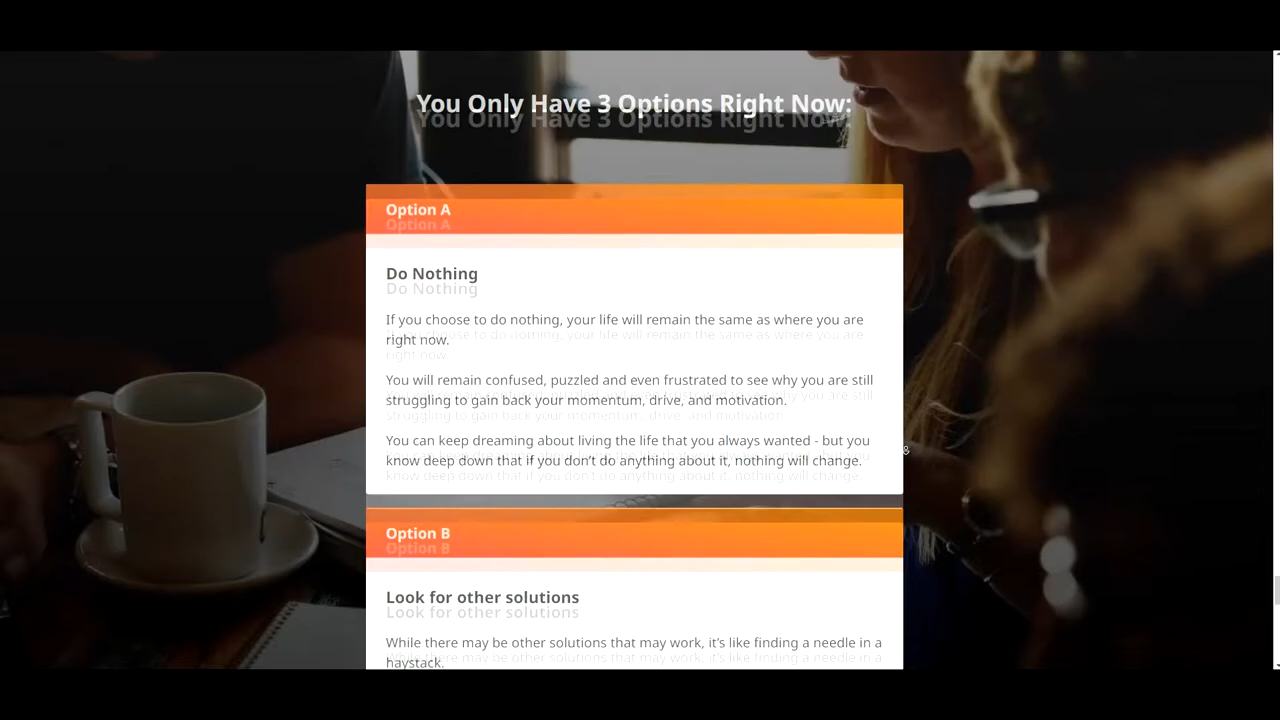 You Only Have 3 Options Right Now:
Option A
Do Nothing
If you choose to do nothing, your life will remain the same as where you are
right now.
You will remain confused, puzzled and even frustrated to see why you are still
struggling to gain back your momentum, drive, and motivation.
You can keep dreaming about living the life that you always wanted - but you
know deep down that if you don’t do anything about it, nothing will change.
Option B
Look for other solutions
While there may be other solutions that may work, it’s like finding a needle in a
haystack.